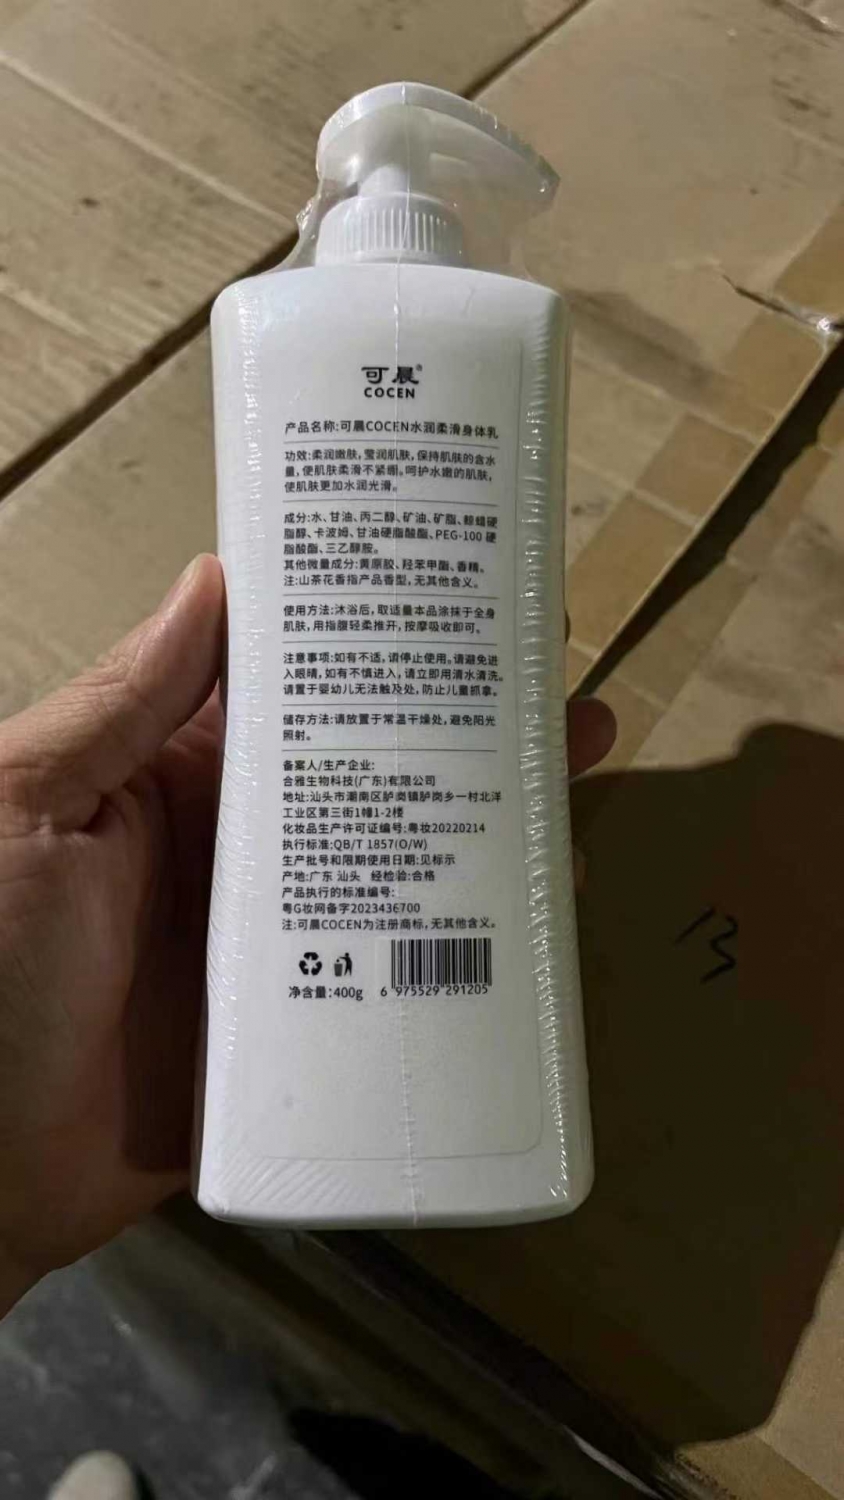 可晨®
COCEN
产品名称:可晨COCEN水润柔滑身体乳
功效:柔润嫩肤,莹润肌肤,保持肌肤的含水
量,使肌肤柔滑不紧绷。呵护水嫩的肌肤,
使肌肤更加水润光滑。
成分:水、甘油、丙二醇、矿油、矿脂、鲸蜡硬
脂醇、卡波姆、甘油硬脂酸酯、PEG-100 硬
脂酸酯、三乙醇胺。
其他微量成分:黄原胶、羟苯甲酯、香精。
注:山茶花香指产品香型,无其他含义。
使用方法:沐浴后,取适量本品涂抹于全身
肌肤,用指腹轻柔推开,按摩吸收即可。
注意事项:如有不适,请停止使用。请避免进
入眼睛,如有不慎进入,请立即用清水清洗。
请置于婴幼儿无法触及处,防止儿童抓拿。
储存方法:请放置于常温干燥处,避免阳光
照射。
备案人/生产企业:
合雅生物科技(广东)有限公司
地址:汕头市潮南区胪岗镇胪岗乡一村北洋
工业区第三街1幢1-2楼
化妆品生产许可证编号:粤妆20220214
执行标准:QB/T 1857(O/W)
生产批号和限期使用日期:见标示
产地:广东 汕头 经检验:合格
产品执行的标准编号:
粤G妆网备字2023436700
注:可晨COCEN为注册商标,无其他含义。
净含量:400g 6 975529 291205
13